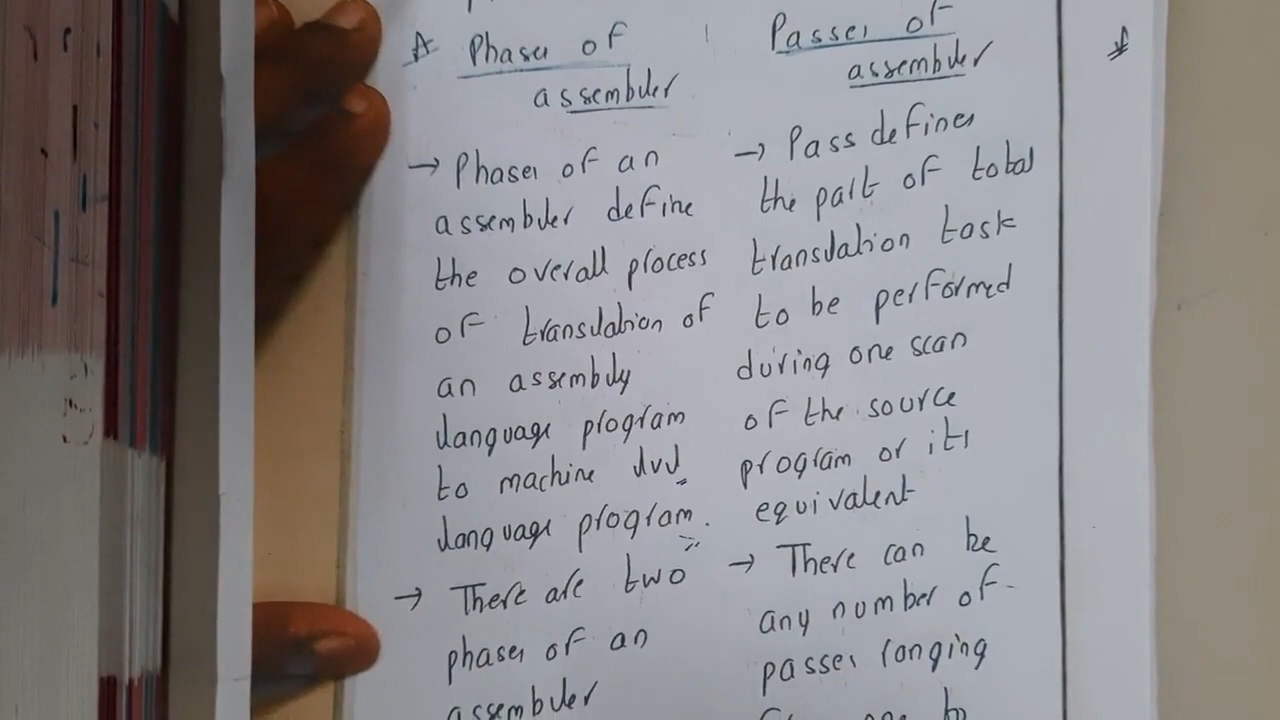 Phases of
assembler
→ Phases of an
assembler define
the overall process
of translation of
an assembly
language program
to machine lvl
language program.
→ There are two
phases of an
assembler
Passes of
assembler
→ Pass defines
the part of total
translation task
to be performed
during one scan
of the source
program or its
equivalent
→ There can be
any number of
passes ranging